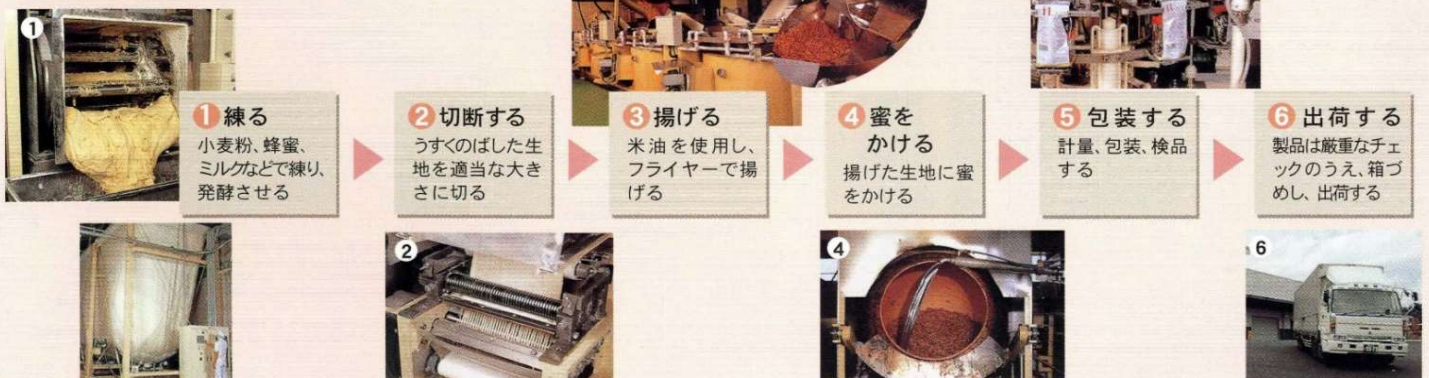 1
❶練る
小麦粉、蜂蜜、
ミルクなどで練り、
発酵させる
❷切断する
うすくのばした生
地を適当な大き
さに切る
❸揚げる
米油を使用し、
フライヤーで揚
げる
❹蜜を
かける
揚げた生地に蜜
をかける
❺包装する
計量、包装、検品
する
❻出荷する
製品は厳重なチェ
ックのうえ、箱づ
めし、出荷する
2
4
6